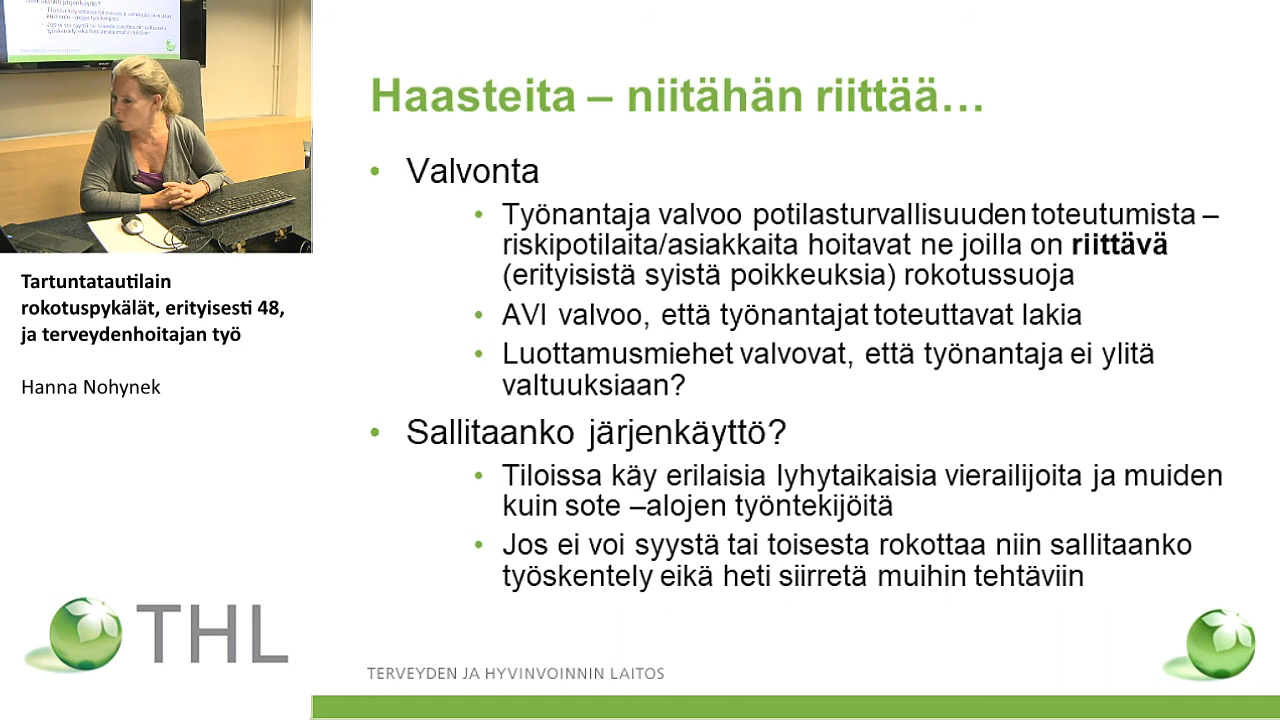 Tartuntatautilain
rokotuspykälät, erityisesti 48,
ja terveydenhoitajan työ
Hanna Nohynek
THL
Haasteita – niitähän riittää…
• Valvonta
• Työnantaja valvoo potilasturvallisuuden toteutumista –
riskipotilaita/asiakkaita hoitavat ne joilla on riittävä
(erityisistä syistä poikkeuksia) rokotussuoja
• AVI valvoo, että työnantajat toteuttavat lakia
• Luottamusmiehet valvovat, että työnantaja ei ylitä
valtuuksiaan?
• Sallitaanko järjenkäyttö?
• Tiloissa käy erilaisia lyhytaikaisia vierailijoita ja muiden
kuin sote –alojen työntekijöitä
• Jos ei voi syystä tai toisesta rokottaa niin sallitaanko
työskentely eikä heti siirretä muihin tehtäviin
TERVEYDEN JA HYVINVOINNIN LAITOS